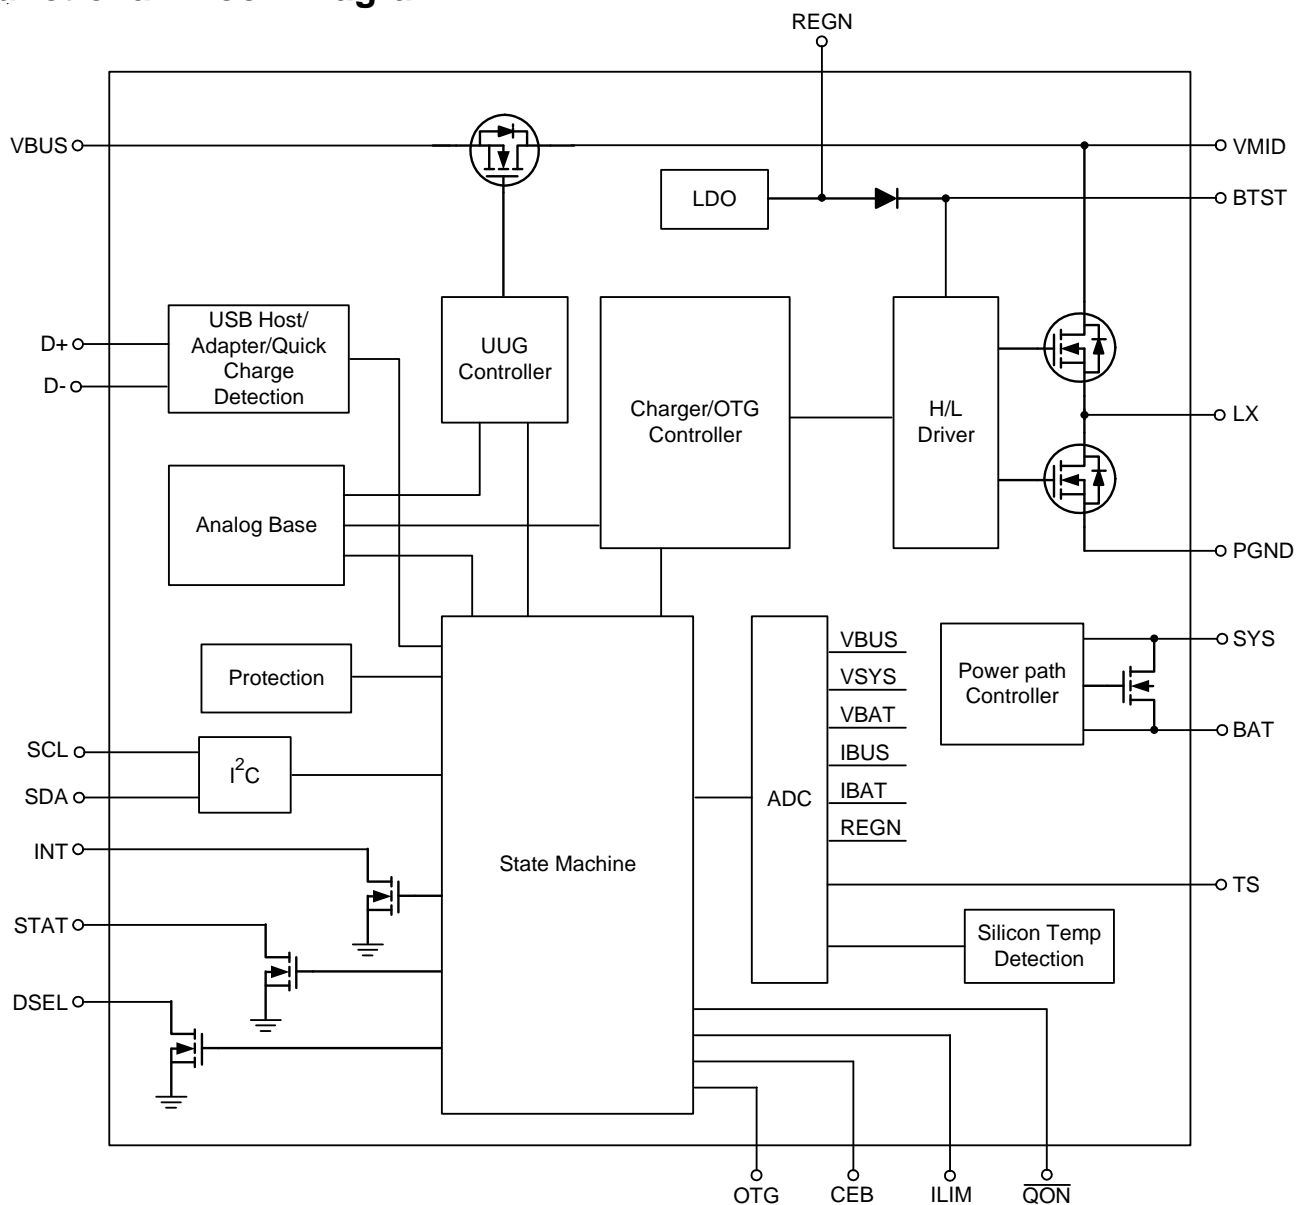 REGN
VBUS
VMID
LDO
BTST
USB Host/
Adapter/Quick
Charge
Detection
D+
D-
UUG
Controller
Charger/OTG
Controller
H/L
Driver
LX
Analog Base
PGND
Protection
VBUS
VSYS
VBAT
IBUS
IBAT
REGN
ADC
Power path
Controller
SYS
BAT
SCL
SDA
I²C
INT
State Machine
TS
STAT
Silicon Temp
Detection
DSEL
OTG
CEB
ILIM
Q̅O̅N̅